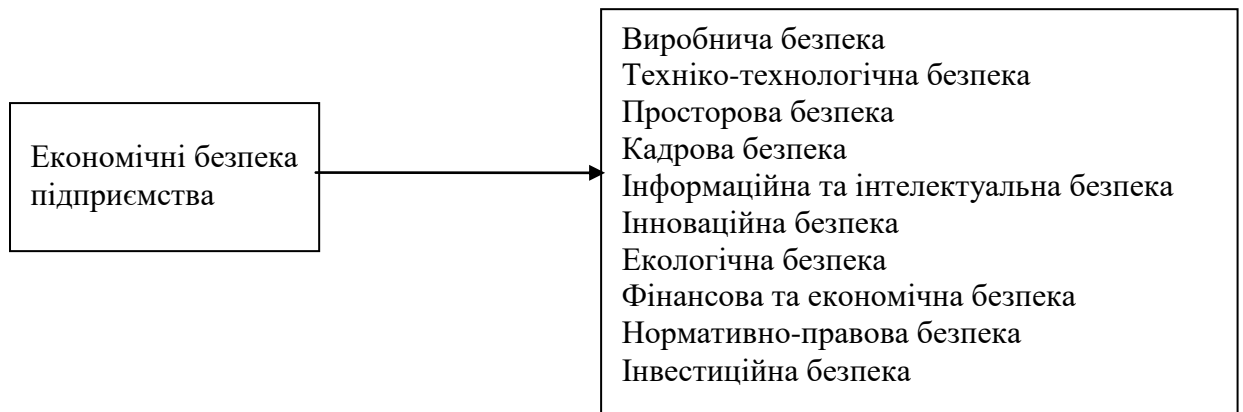 Економічні безпека
підприємства
Виробнича безпека
Техніко-технологічна безпека
Просторова безпека
Кадрова безпека
Інформаційна та інтелектуальна безпека
Інноваційна безпека
Екологічна безпека
Фінансова та економічна безпека
Нормативно-правова безпека
Інвестиційна безпека